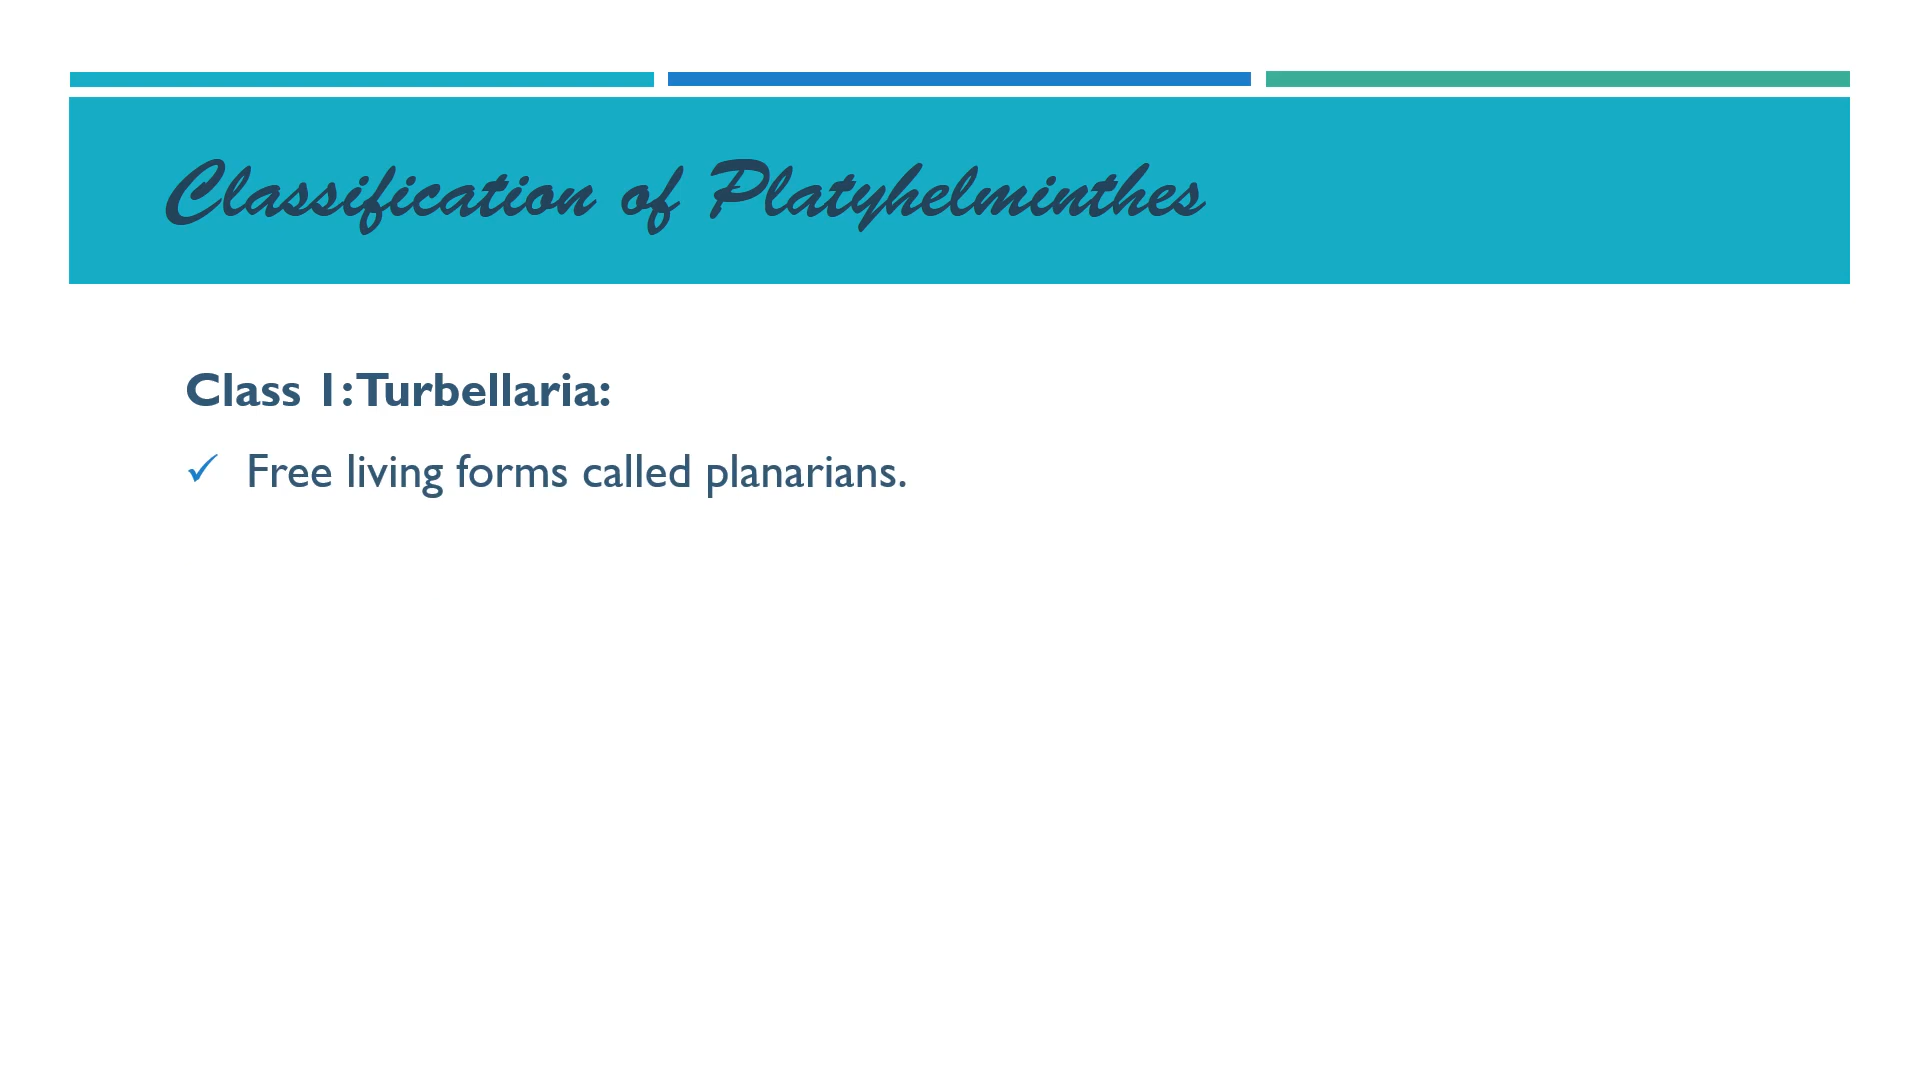 Classification of Platyhelminthes
Class 1: Turbellaria:
✓ Free living forms called planarians.